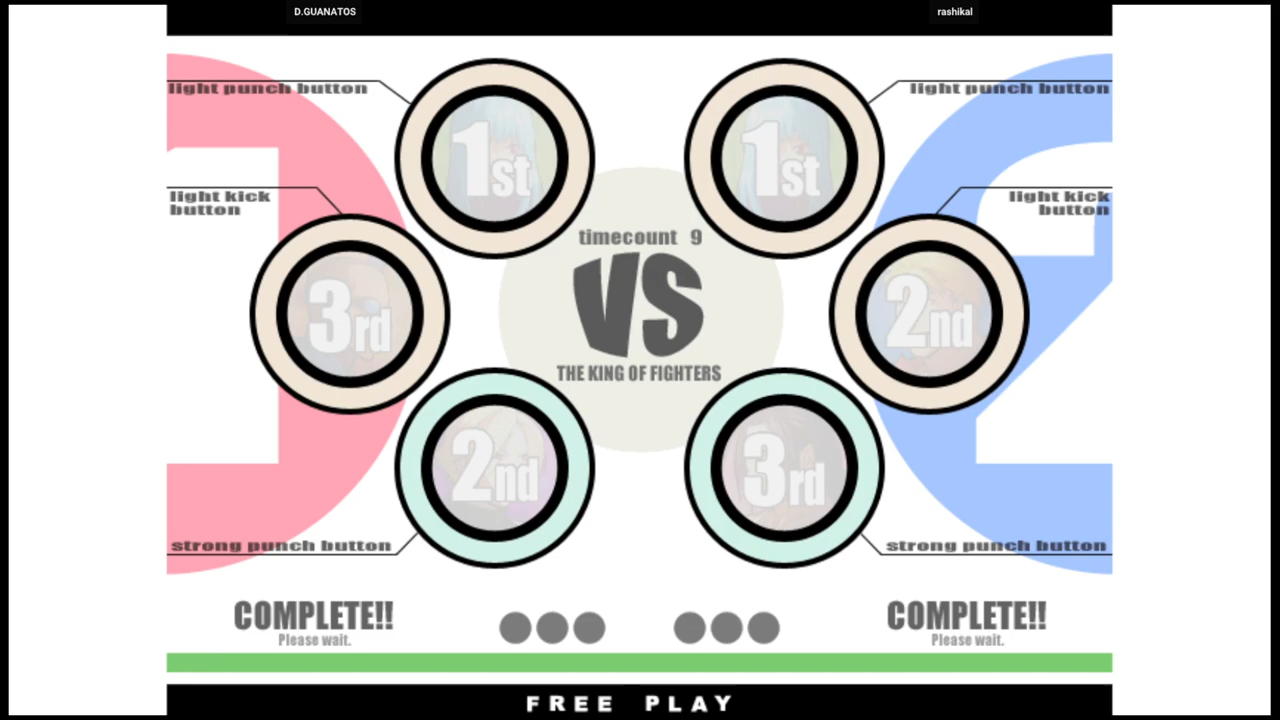 D.GUANATOS
rashikal
light punch button
light punch button
1st
1st
light kick
button
light kick
button
timecount 9
VS
THE KING OF FIGHTERS
3rd
2nd
2nd
3rd
strong punch button
strong punch button
COMPLETE!!
Please wait.
COMPLETE!!
Please wait.
FREE PLAY